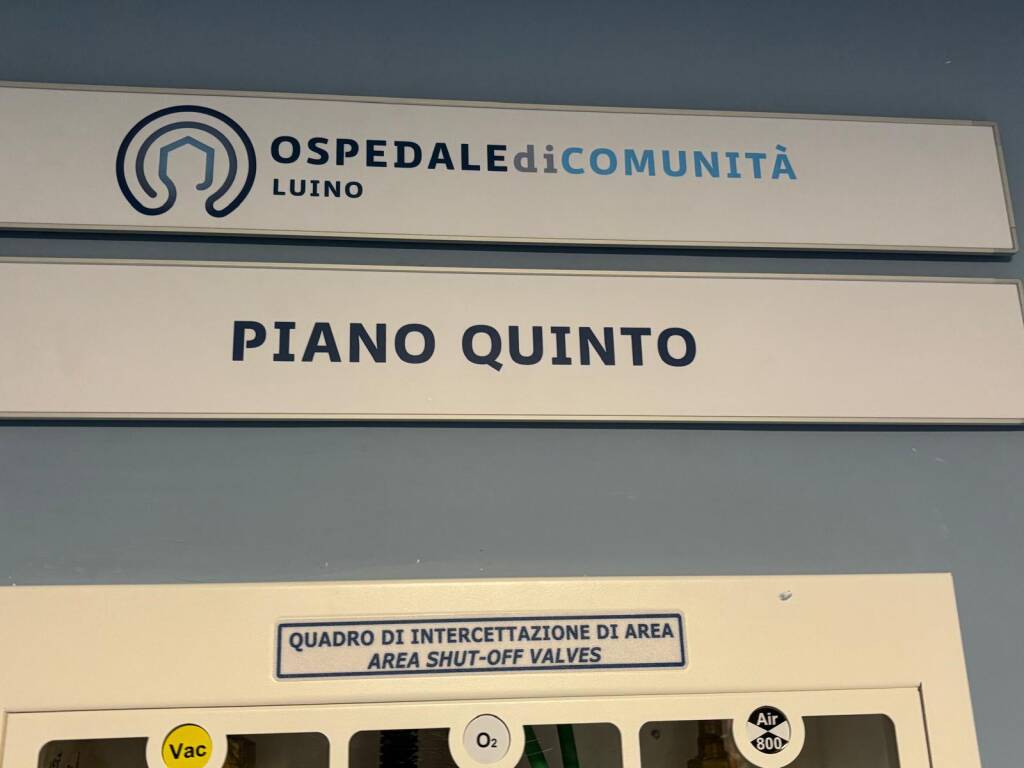 OSPEDALEdiCOMUNITÀ
LUINO
PIANO QUINTO
QUADRO DI INTERCETTAZIONE DI AREA
AREA SHUT-OFF VALVES
Vac
O₂
Air
800